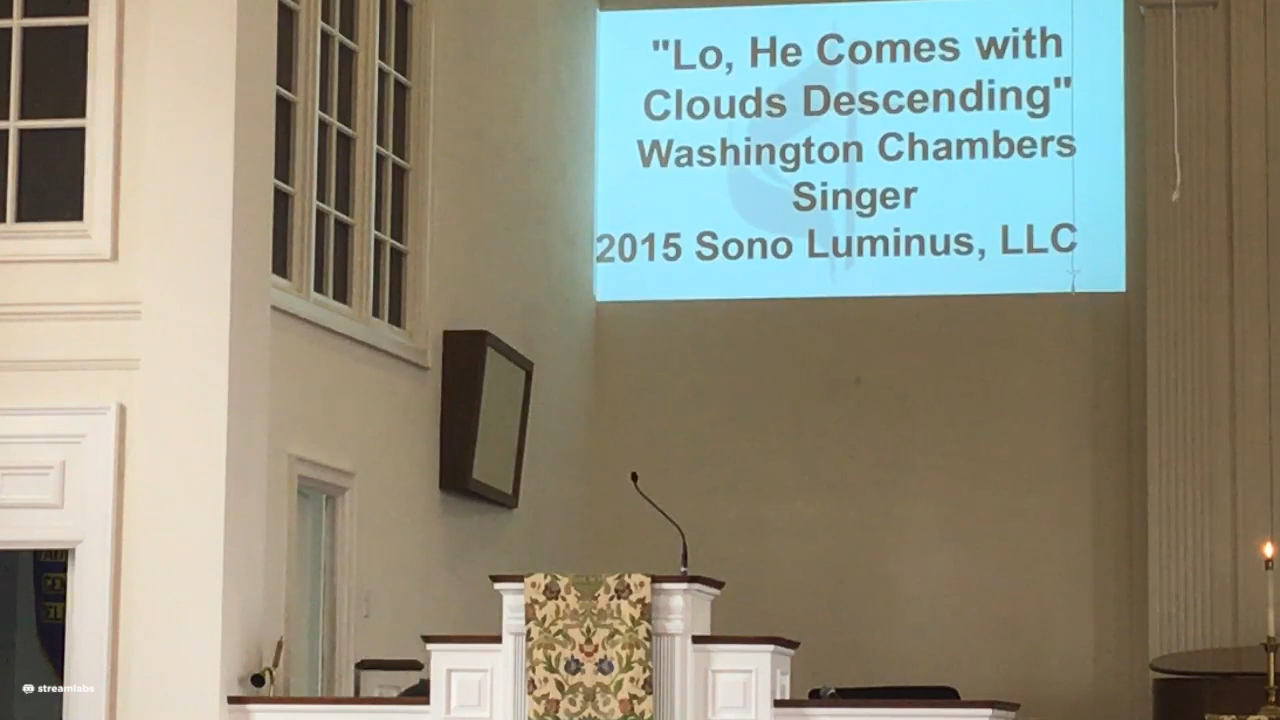 "Lo, He Comes with
Clouds Descending"
Washington Chambers
Singer
2015 Sono Luminus, LLC
streamlabs